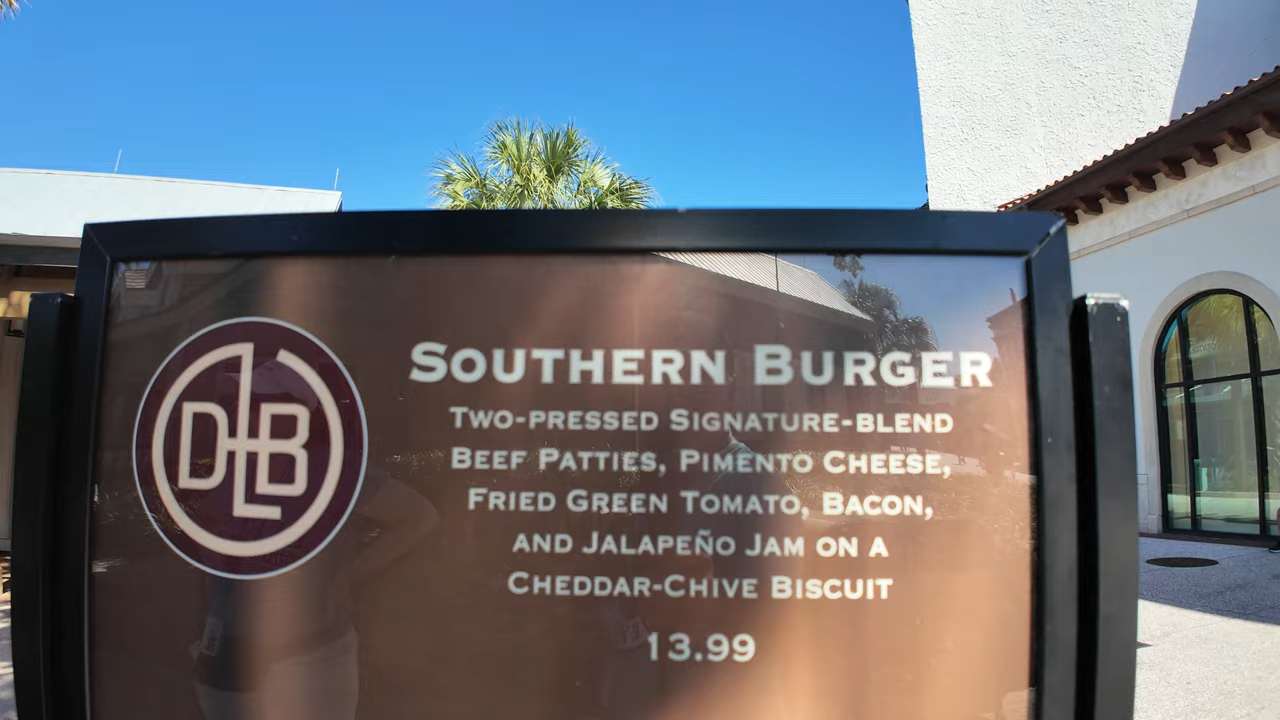 DLB
Southern Burger
Two-pressed Signature-blend
Beef Patties, Pimento Cheese,
Fried Green Tomato, Bacon,
and Jalapeño Jam on a
Cheddar-Chive Biscuit
13.99